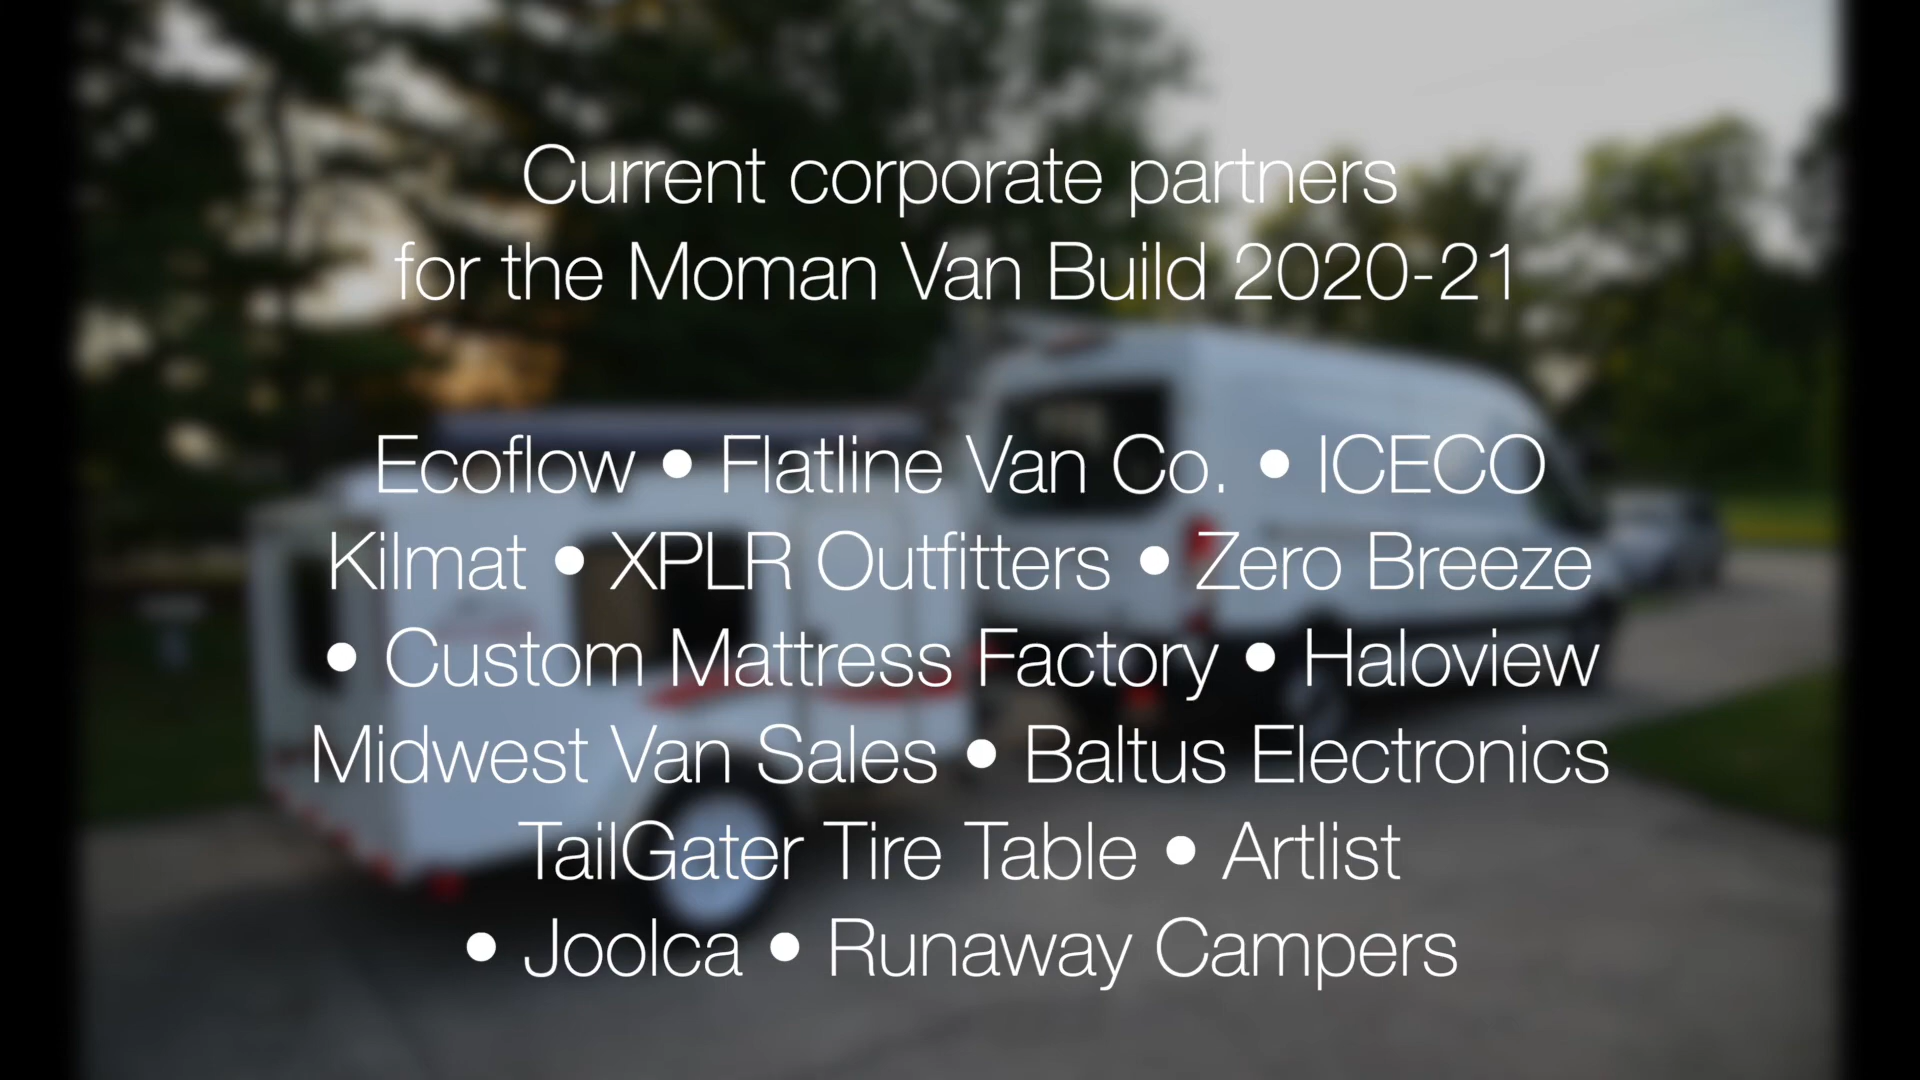 Current corporate partners
for the Moman Van Build 2020-21
Ecoflow • Flatline Van Co. • ICECO
Kilmat • XPLR Outfitters • Zero Breeze
• Custom Mattress Factory • Haloview
Midwest Van Sales • Baltus Electronics
TailGater Tire Table • Artlist
• Joolca • Runaway Campers